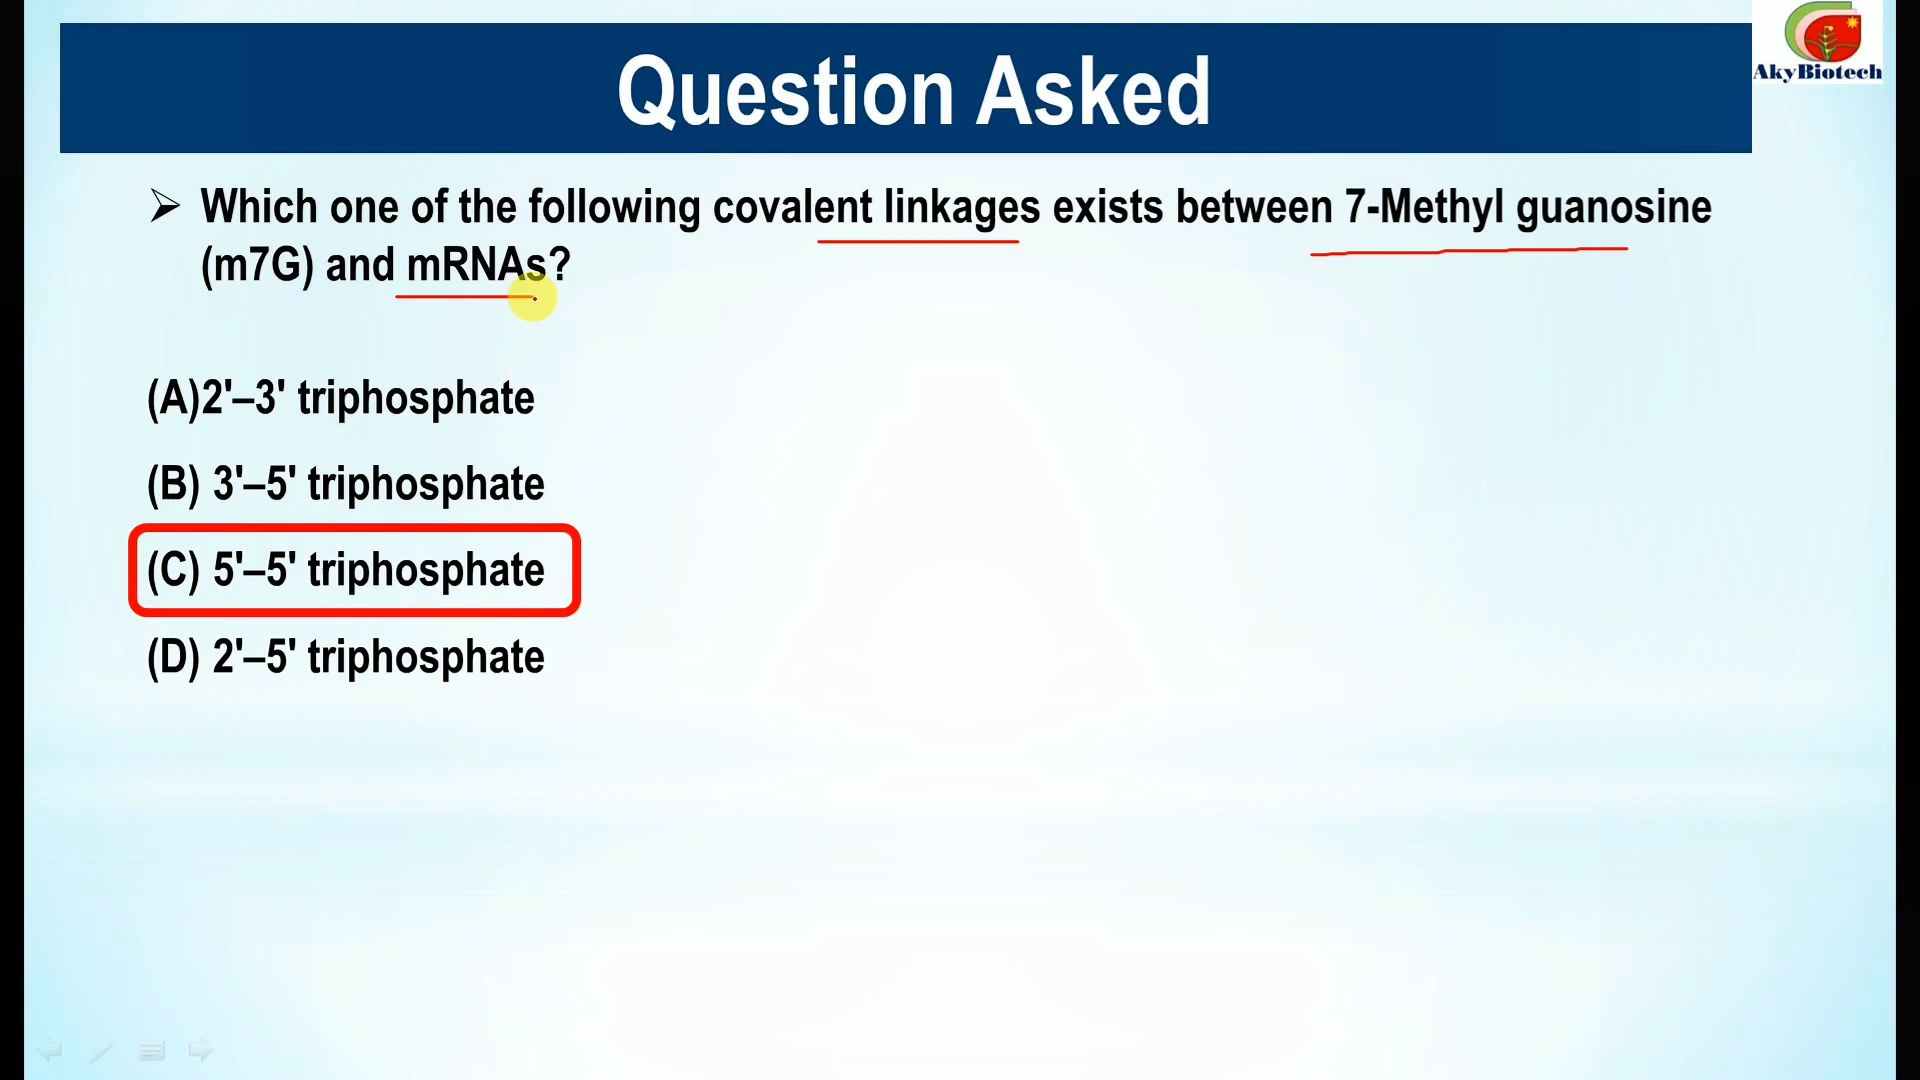 Question Asked
AkyBiotech
➢ Which one of the following covalent linkages exists between 7-Methyl guanosine
(m7G) and mRNAs?
(A)2'–3' triphosphate
(B) 3'–5' triphosphate
(C) 5'–5' triphosphate
(D) 2'–5' triphosphate